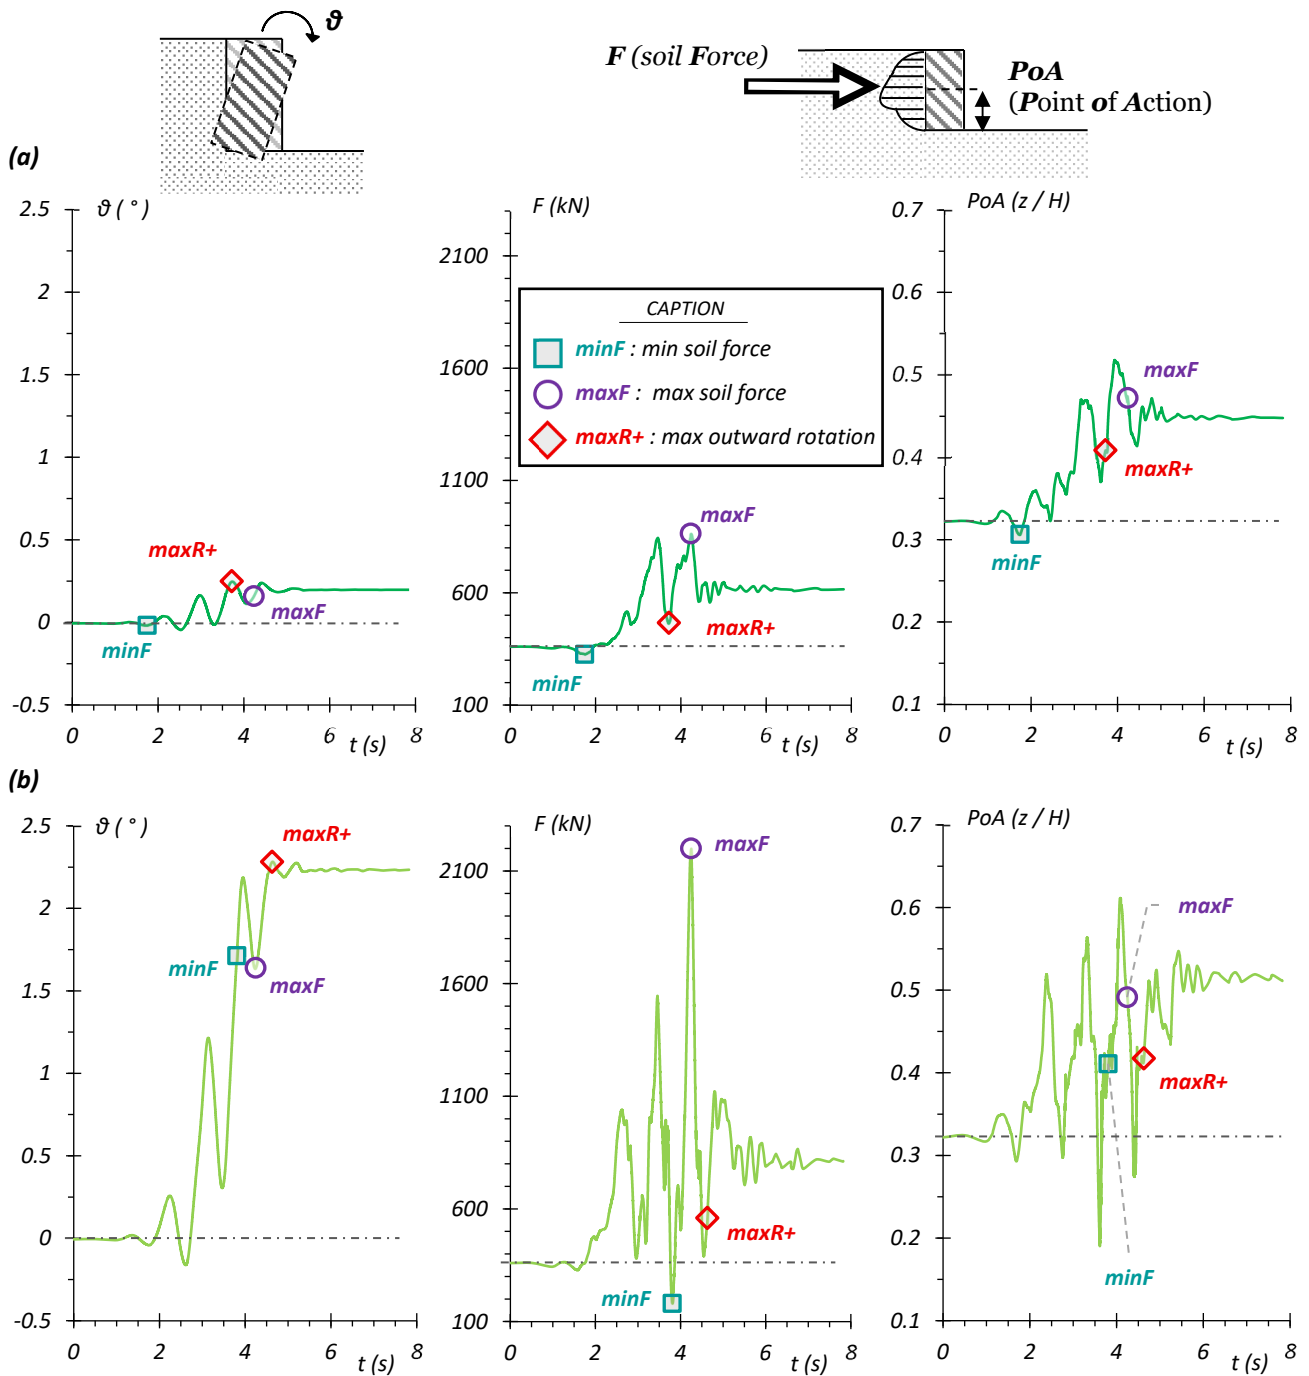 ϑ
F (soil Force)
PoA
(Point of Action)
(a)
ϑ ( ° )
2.5
2
1.5
1
0.5
0
-0.5
0 2 4 6 8
t (s)
maxR+
maxF
minF
F (kN)
2100
1600
1100
600
100
0 2 4 6 8
t (s)
CAPTION
minF : min soil force
maxF : max soil force
maxR+ : max outward rotation
maxF
maxR+
minF
PoA (z / H)
0.7
0.6
0.5
0.4
0.3
0.2
0.1
0 2 4 6 8
t (s)
maxF
maxR+
minF
(b)
ϑ ( ° )
2.5
2
1.5
1
0.5
0
-0.5
0 2 4 6 8
t (s)
maxR+
minF
maxF
F (kN)
2100
1600
1100
600
100
0 2 4 6 8
t (s)
maxF
maxR+
minF
PoA (z / H)
0.7
0.6
0.5
0.4
0.3
0.2
0.1
0 2 4 6 8
t (s)
maxF
maxR+
minF